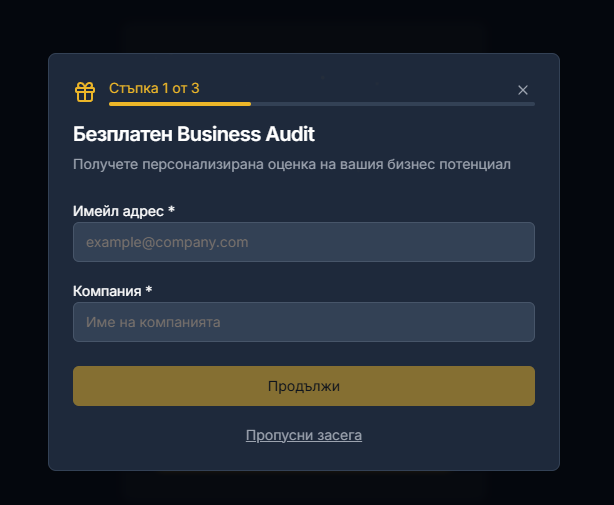 Стъпка 1 от 3
Безплатен Business Audit
Получете персонализирана оценка на вашия бизнес потенциал
Имейл адрес *
example@company.com
Компания *
Име на компанията
Продължи
Пропусни засега